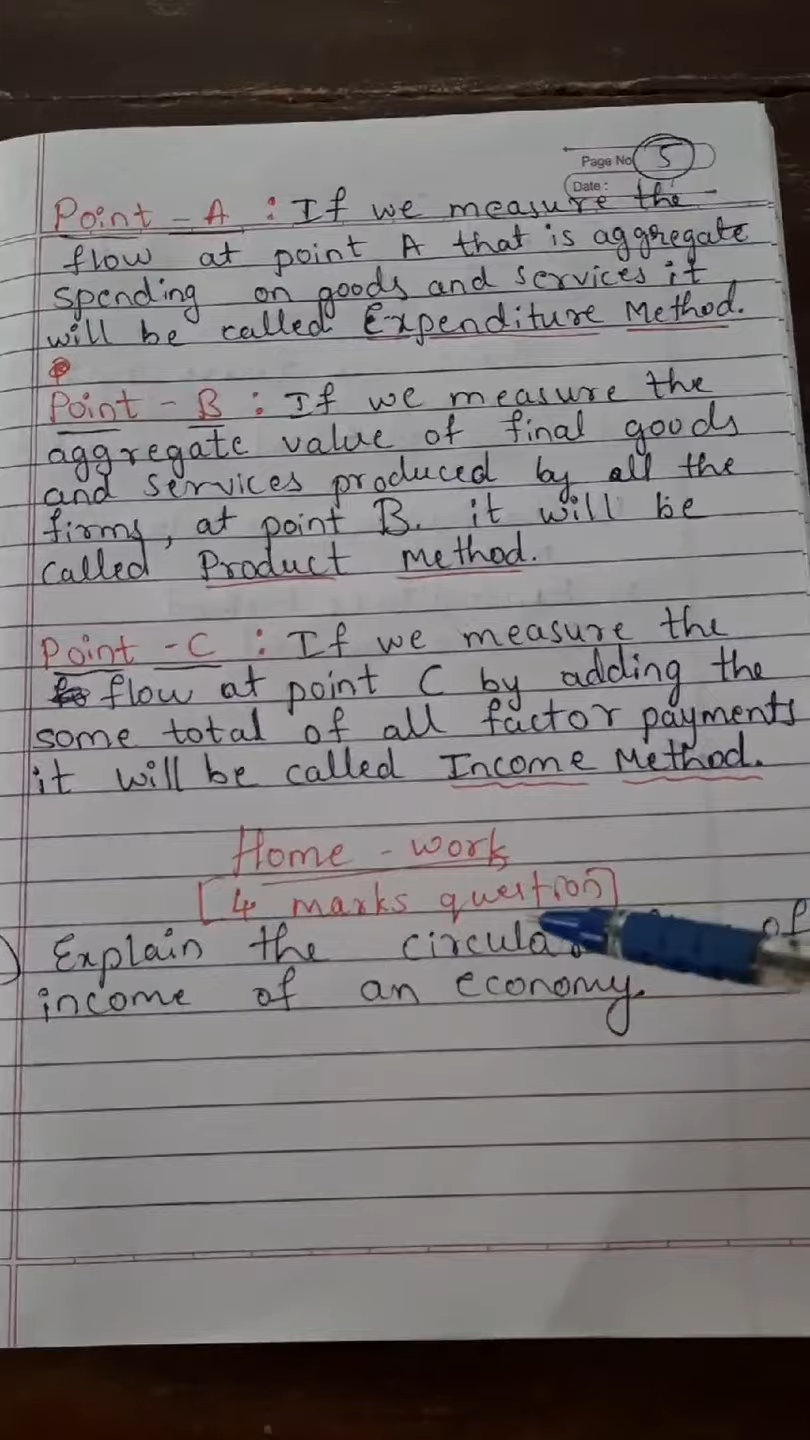 Page No 5
Date :
Point - A : If we measure the
flow at point A that is aggregate
spending on goods and services it
will be called Expenditure Method.
Point - B : If we measure the
aggregate value of final goods
and services produced by all the
firms, at point B. it will be
called Product Method.
Point - C : If we measure the
flow at point C by adding the
some total of all factor payments
it will be called Income Method.
Home - work
[4 marks question]
Explain the circula of
income of an economy.